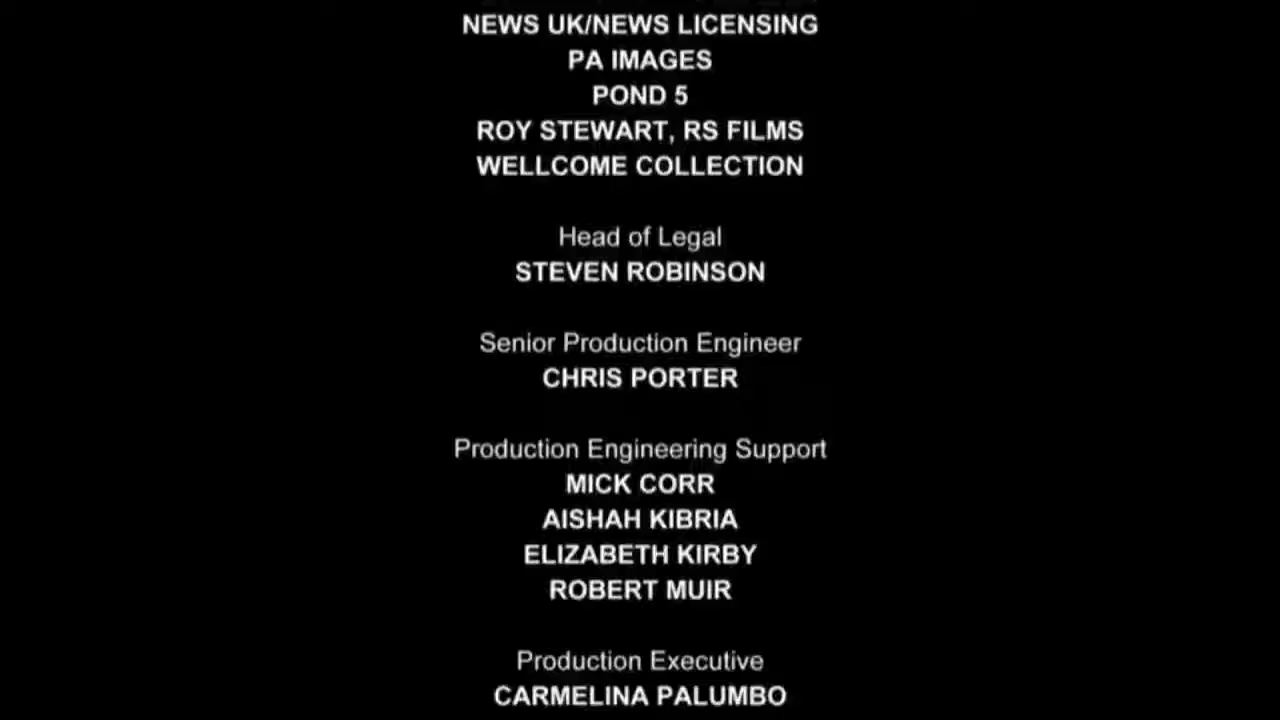 NEWS UK/NEWS LICENSING
PA IMAGES
POND 5
ROY STEWART, RS FILMS
WELLCOME COLLECTION
Head of Legal
STEVEN ROBINSON
Senior Production Engineer
CHRIS PORTER
Production Engineering Support
MICK CORR
AISHAH KIBRIA
ELIZABETH KIRBY
ROBERT MUIR
Production Executive
CARMELINA PALUMBO